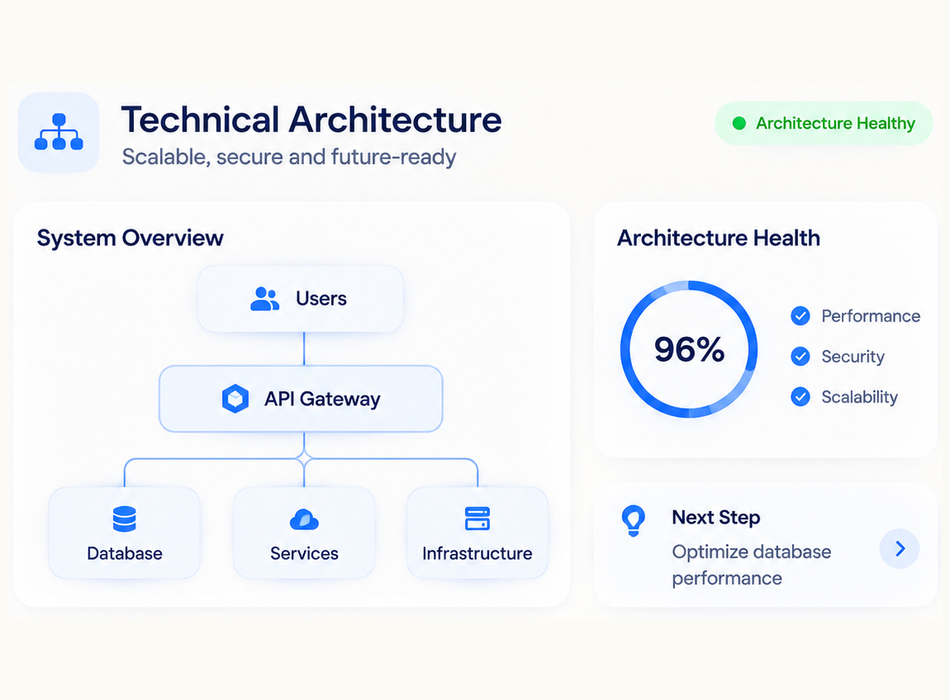 Technical Architecture
Scalable, secure and future-ready
Architecture Healthy
System Overview
Users
API Gateway
Database
Services
Infrastructure
Architecture Health
96%
Performance
Security
Scalability
Next Step
Optimize database
performance